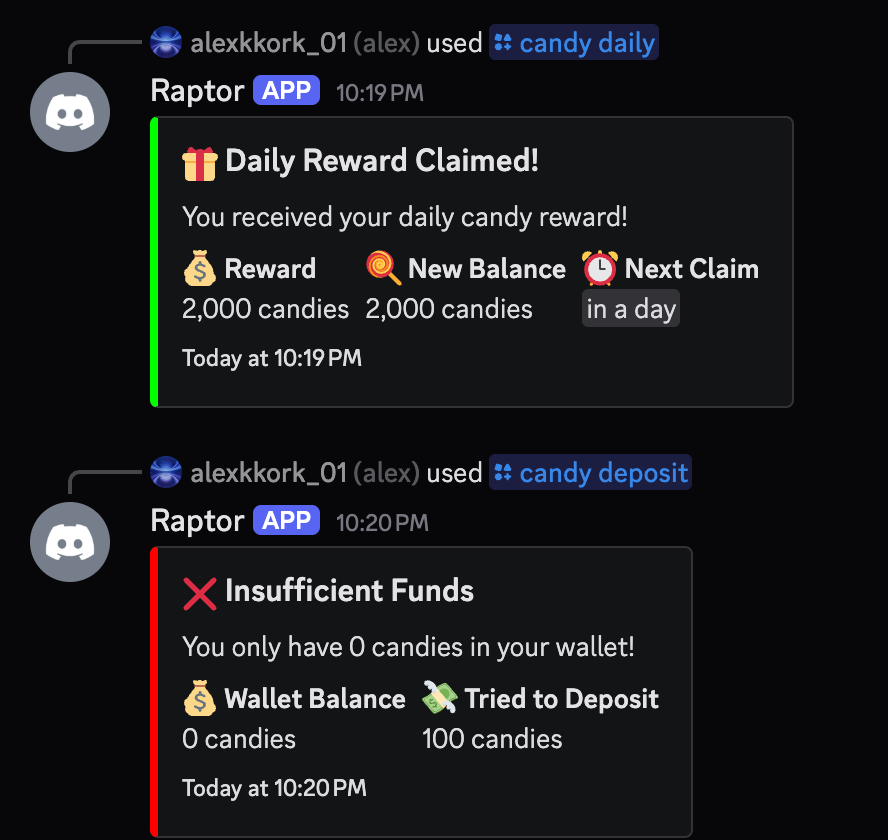 alexkkork_01 (alex) used candy daily
Raptor APP 10:19 PM
Daily Reward Claimed!
You received your daily candy reward!
Reward New Balance Next Claim
2,000 candies 2,000 candies in a day
Today at 10:19 PM
alexkkork_01 (alex) used candy deposit
Raptor APP 10:20 PM
Insufficient Funds
You only have 0 candies in your wallet!
Wallet Balance Tried to Deposit
0 candies 100 candies
Today at 10:20 PM